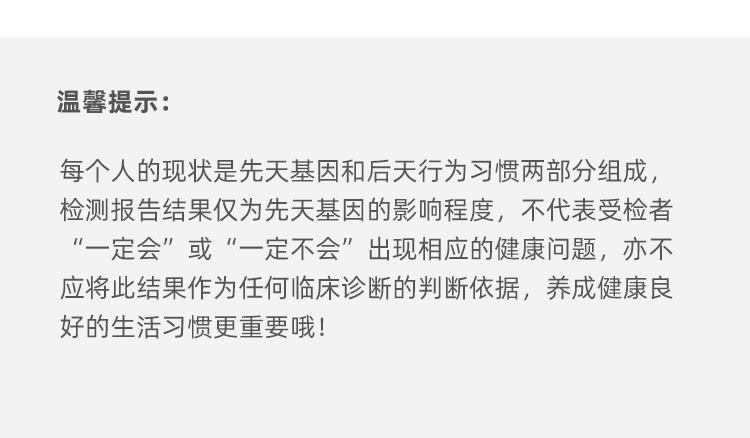 温馨提示：
每个人的现状是先天基因和后天行为习惯两部分组成，
检测报告结果仅为先天基因的影响程度，不代表受检者
“一定会”或“一定不会”出现相应的健康问题，亦不
应将此结果作为任何临床诊断的判断依据，养成健康良
好的生活习惯更重要哦！